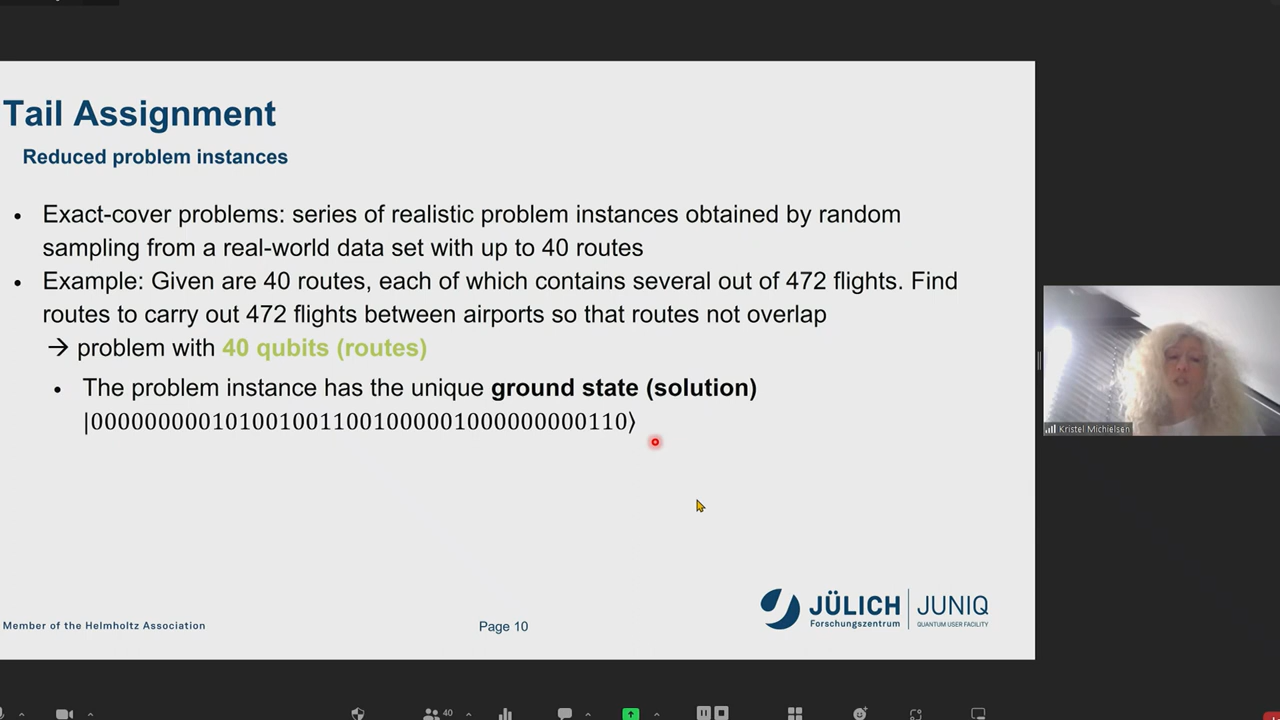 Tail Assignment
Reduced problem instances
• Exact-cover problems: series of realistic problem instances obtained by random
sampling from a real-world data set with up to 40 routes
• Example: Given are 40 routes, each of which contains several out of 472 flights. Find
routes to carry out 472 flights between airports so that routes not overlap
→ problem with 40 qubits (routes)
• The problem instance has the unique ground state (solution)
|0000000001010010011001000001000000000110⟩
Kristel Michielsen
Member of the Helmholtz Association
Page 10
JÜLICH
Forschungszentrum
JUNIQ
QUANTUM USER FACILITY
40